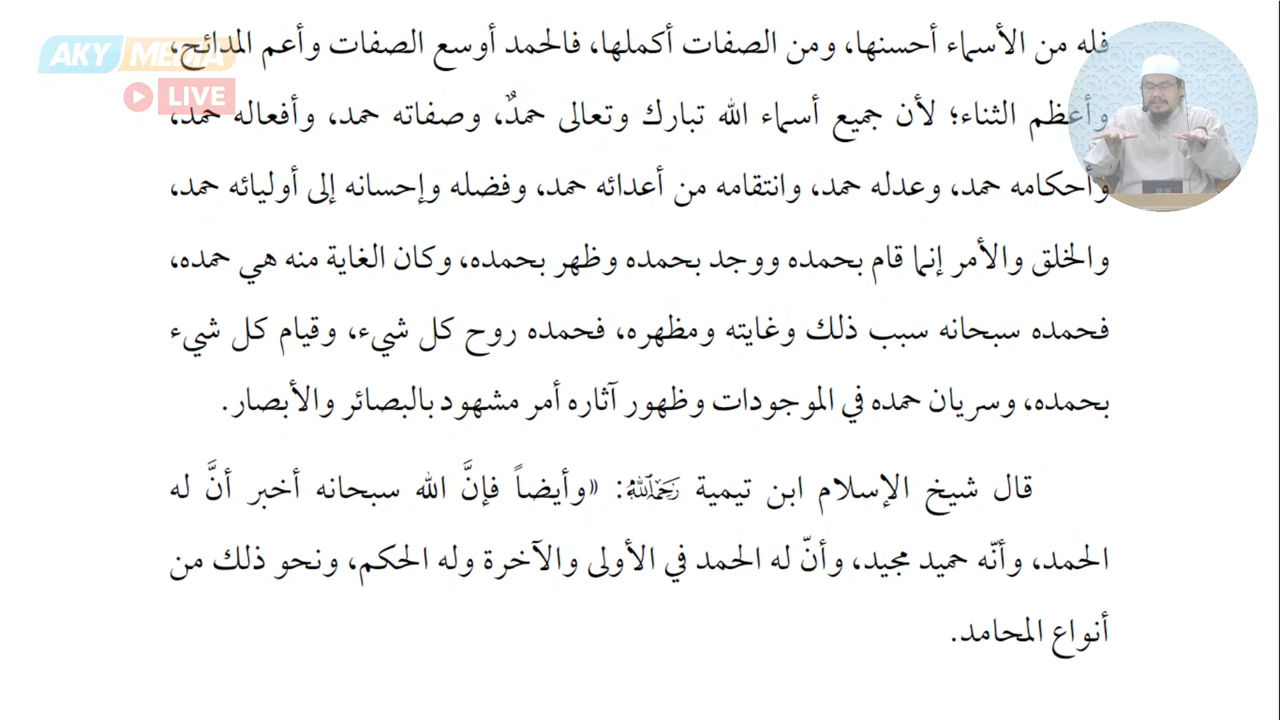 AKY MEDIA
LIVE
فله من الأسماء أحسنها، ومن الصفات أكملها، فالحمد أوسع الصفات وأعم المدائح،
وأعظم الثناء؛ لأن جميع أسماء الله تبارك وتعالى حمدٌ، وصفاته حمد، وأفعاله حمد،
وأحكامه حمد، وعدله حمد، وانتقامه من أعدائه حمد، وفضله وإحسانه إلى أوليائه حمد،
والخلق والأمر إنما قام بحمده ووجد بحمده وظهر بحمده، وكان الغاية منه هي حمده،
فحمده سبحانه سبب ذلك وغايته ومظهره، فحمده روح كل شيء، وقيام كل شيء
بحمده، وسريان حمده في الموجودات وظهور آثاره أمر مشهود بالبصائر والأبصار.
قال شيخ الإسلام ابن تيمية رحمه الله: «وأيضاً فإنَّ الله سبحانه أخبر أنَّ له
الحمد، وأنّه حميد مجيد، وأنّ له الحمد في الأولى والآخرة وله الحكم، ونحو ذلك من
أنواع المحامد.